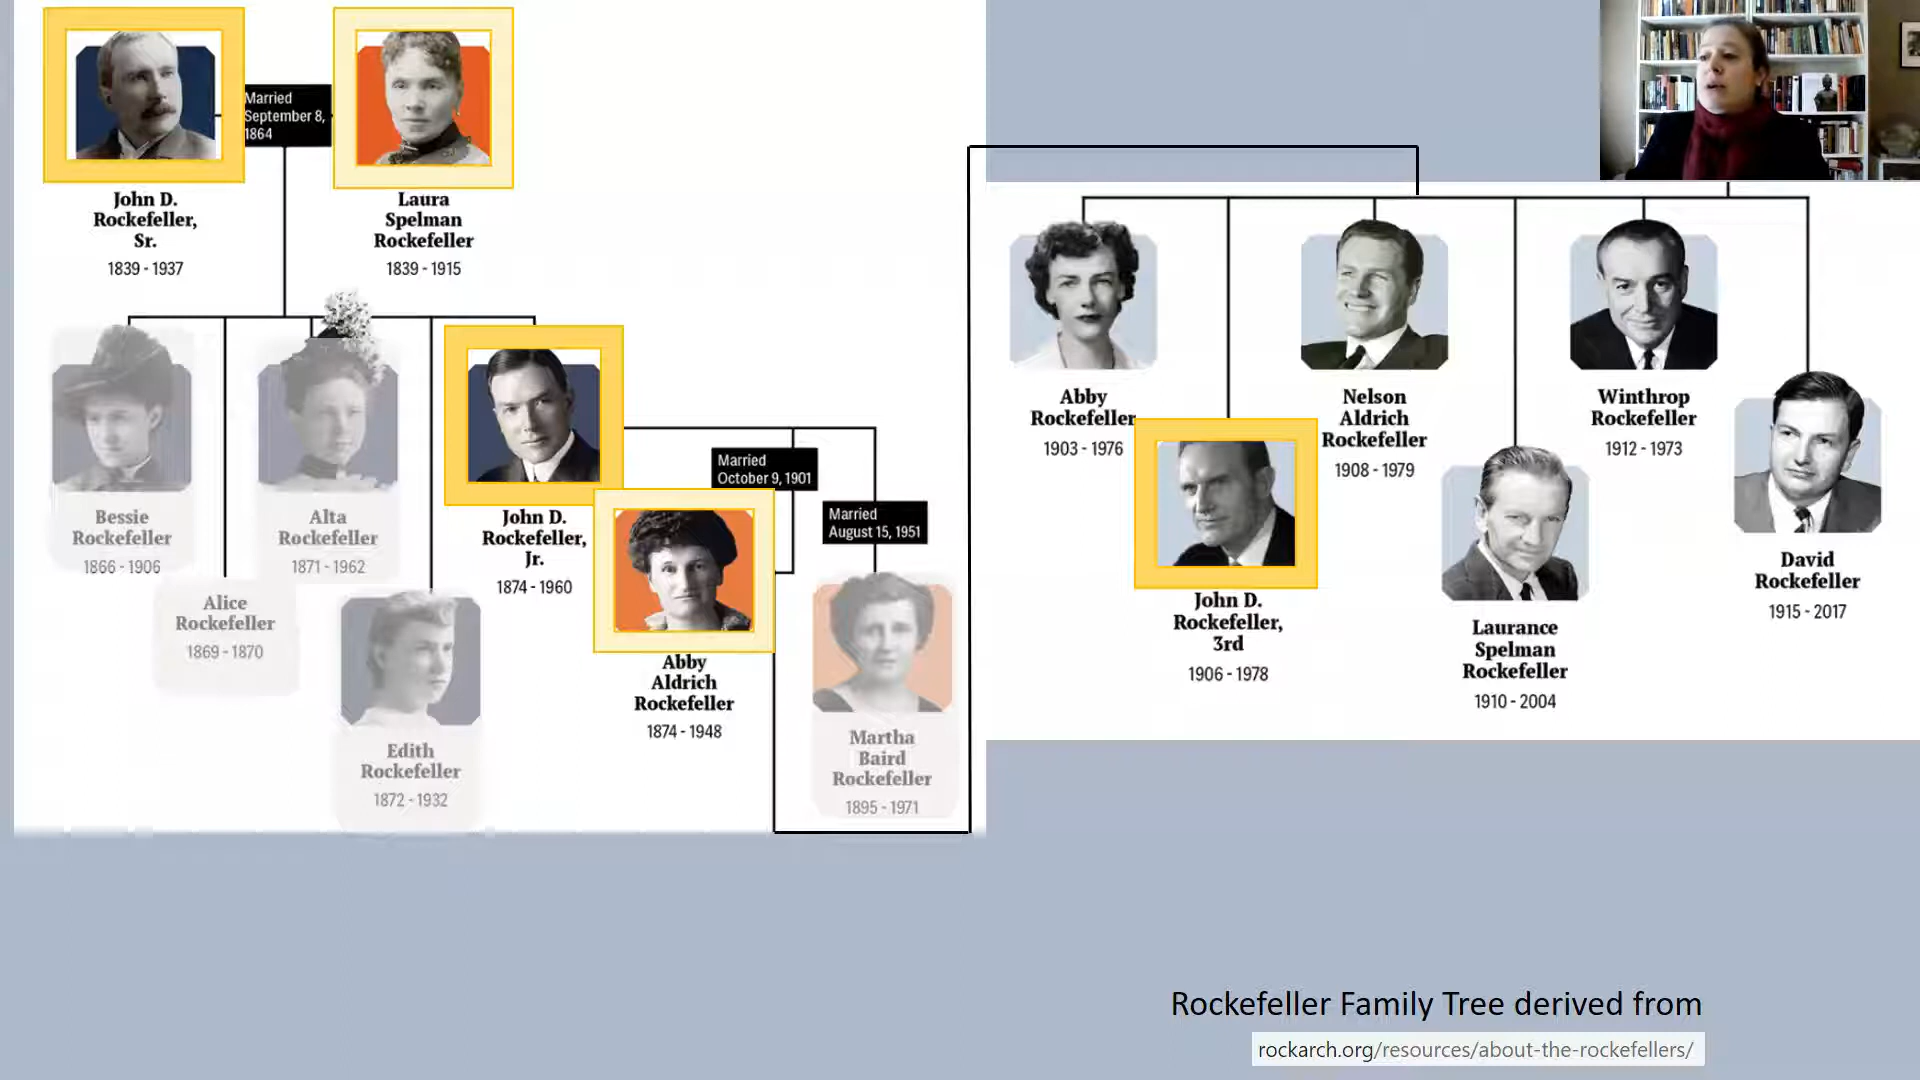 Married
September 8,
1864
John D.
Rockefeller,
Sr.
1839 - 1937
Laura
Spelman
Rockefeller
1839 - 1915
Bessie
Rockefeller
1866 - 1906
Alice
Rockefeller
1869 - 1870
Alta
Rockefeller
1871 - 1962
Edith
Rockefeller
1872 - 1932
John D.
Rockefeller,
Jr.
1874 - 1960
Married
October 9, 1901
Abby
Aldrich
Rockefeller
1874 - 1948
Married
August 15, 1951
Martha
Baird
Rockefeller
1895 - 1971
Abby
Rockefeller
1903 - 1976
John D.
Rockefeller,
3rd
1906 - 1978
Nelson
Aldrich
Rockefeller
1908 - 1979
Laurance
Spelman
Rockefeller
1910 - 2004
Winthrop
Rockefeller
1912 - 1973
David
Rockefeller
1915 - 2017
Rockefeller Family Tree derived from
rockarch.org/resources/about-the-rockefellers/